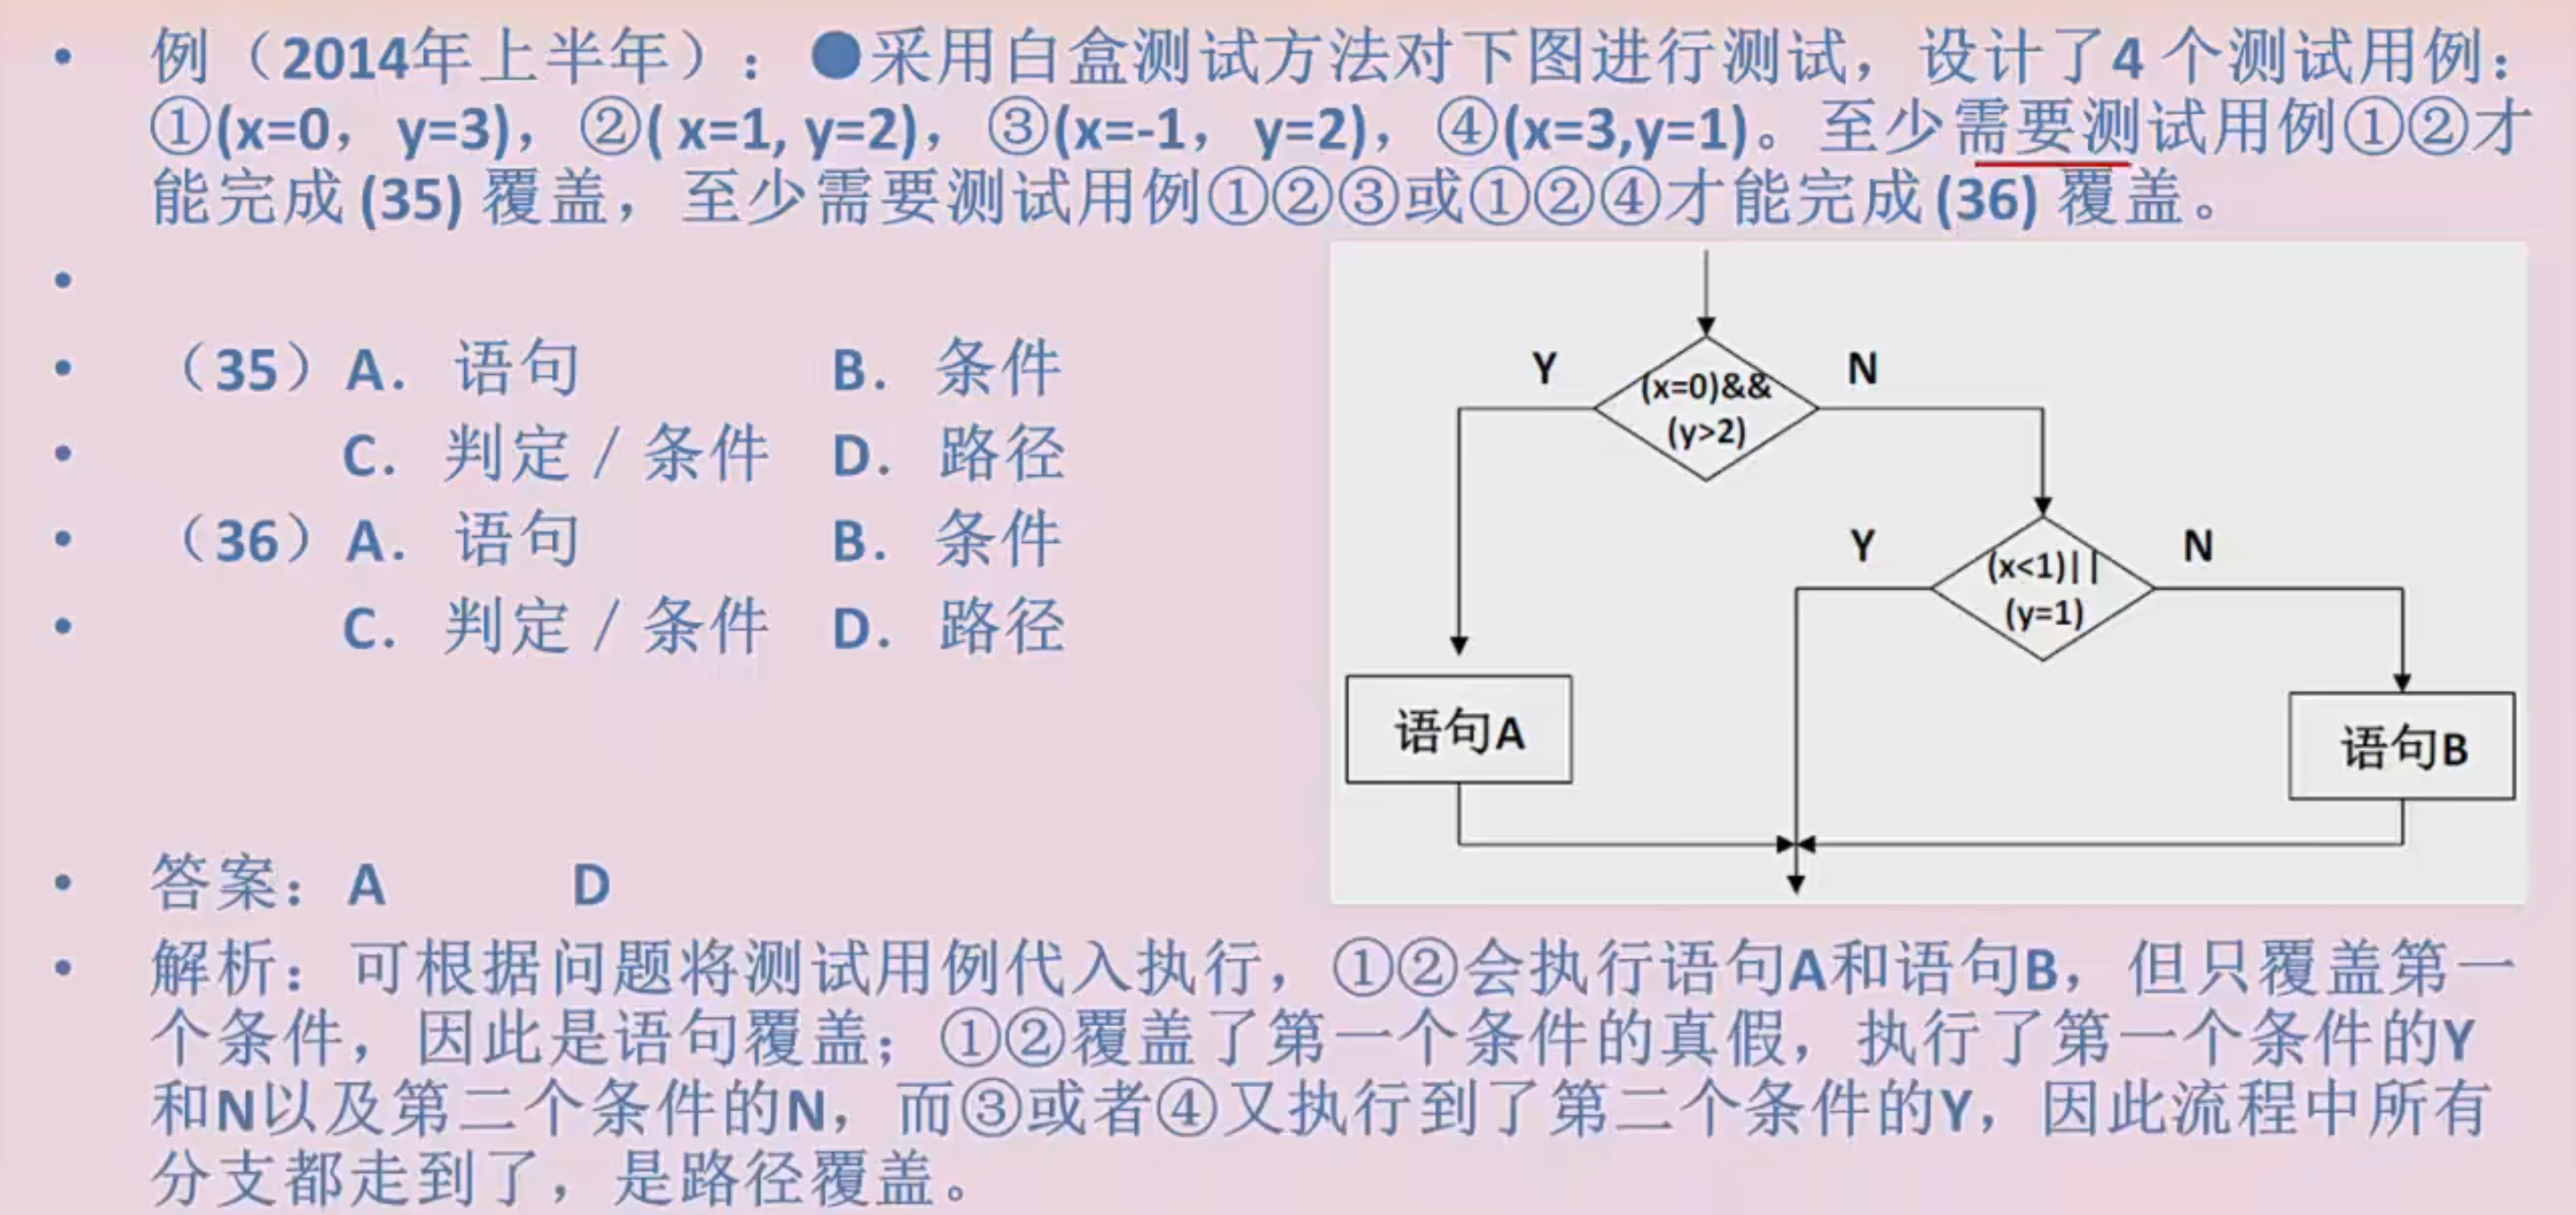 • 例（2014年上半年）：●采用白盒测试方法对下图进行测试，设计了4 个测试用例：
①(x=0， y=3)，②( x=1, y=2)，③(x=-1， y=2)，④(x=3,y=1)。至少需要测试用例①②才
能完成 (35) 覆盖，至少需要测试用例①②③或①②④才能完成 (36) 覆盖。
•
• （35）A． 语句 B． 条件
• C． 判定 / 条件 D． 路径
• （36）A． 语句 B． 条件
• C． 判定 / 条件 D． 路径
Y
(x=0)&&
(y>2)
N
Y
(x<1)||
(y=1)
N
语句A
语句B
• 答案：A D
• 解析：可根据问题将测试用例代入执行，①②会执行语句A和语句B，但只覆盖第一
个条件，因此是语句覆盖；①②覆盖了第一个条件的真假，执行了第一个条件的Y
和N以及第二个条件的N，而③或者④又执行到了第二个条件的Y，因此流程中所有
分支都走到了，是路径覆盖。